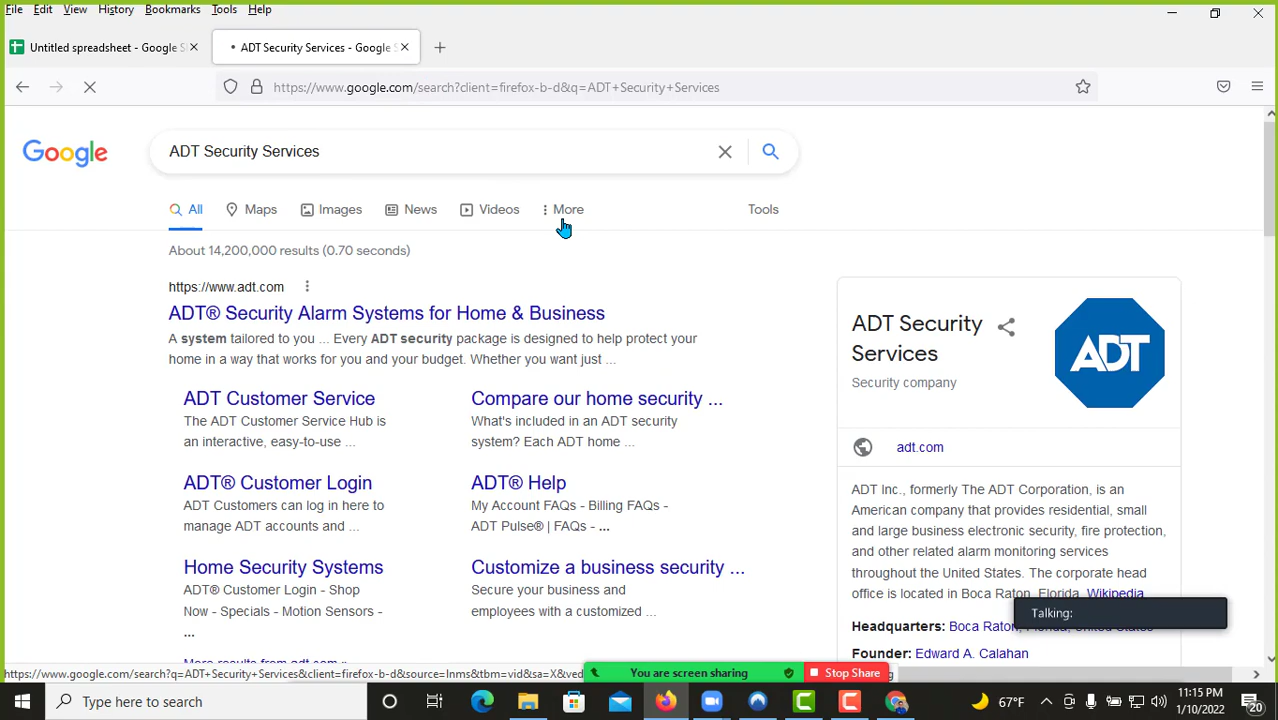 File Edit View History Bookmarks Tools Help
Untitled spreadsheet - Google S
ADT Security Services - Google S
https://www.google.com/search?client=firefox-b-d&q=ADT+Security+Services
Google
ADT Security Services
All Maps Images News Videos More Tools
About 14,200,000 results (0.70 seconds)
https://www.adt.com
ADT® Security Alarm Systems for Home & Business
A system tailored to you ... Every ADT security package is designed to help protect your
home in a way that works for you and your budget. Whether you want just ...
ADT Customer Service
The ADT Customer Service Hub is
an interactive, easy-to-use ...
Compare our home security ...
What's included in an ADT security
system? Each ADT home ...
ADT® Customer Login
ADT Customers can log in here to
manage ADT accounts and ...
ADT® Help
My Account FAQs - Billing FAQs -
ADT Pulse® | FAQs - ...
Home Security Systems
ADT® Customer Login - Shop
Now - Specials - Motion Sensors -
...
Customize a business security ...
Secure your business and
employees with a customized ...
More results from adt.com »
ADT Security
Services
Security company
ADT
adt.com
ADT Inc., formerly The ADT Corporation, is an
American company that provides residential, small
and large business electronic security, fire protection,
and other related alarm monitoring services
throughout the United States. The corporate head
office is located in Boca Raton, Florida. Wikipedia
Headquarters: Boca Raton, Florida, United States
Founder: Edward A. Calahan
Talking:
https://www.google.com/search?q=ADT+Security+Services&client=firefox-b-d&source=lnms&tbm=vid&sa=X&ved
You are screen sharing
Stop Share
Type here to search
67°F
11:15 PM
1/10/2022
20